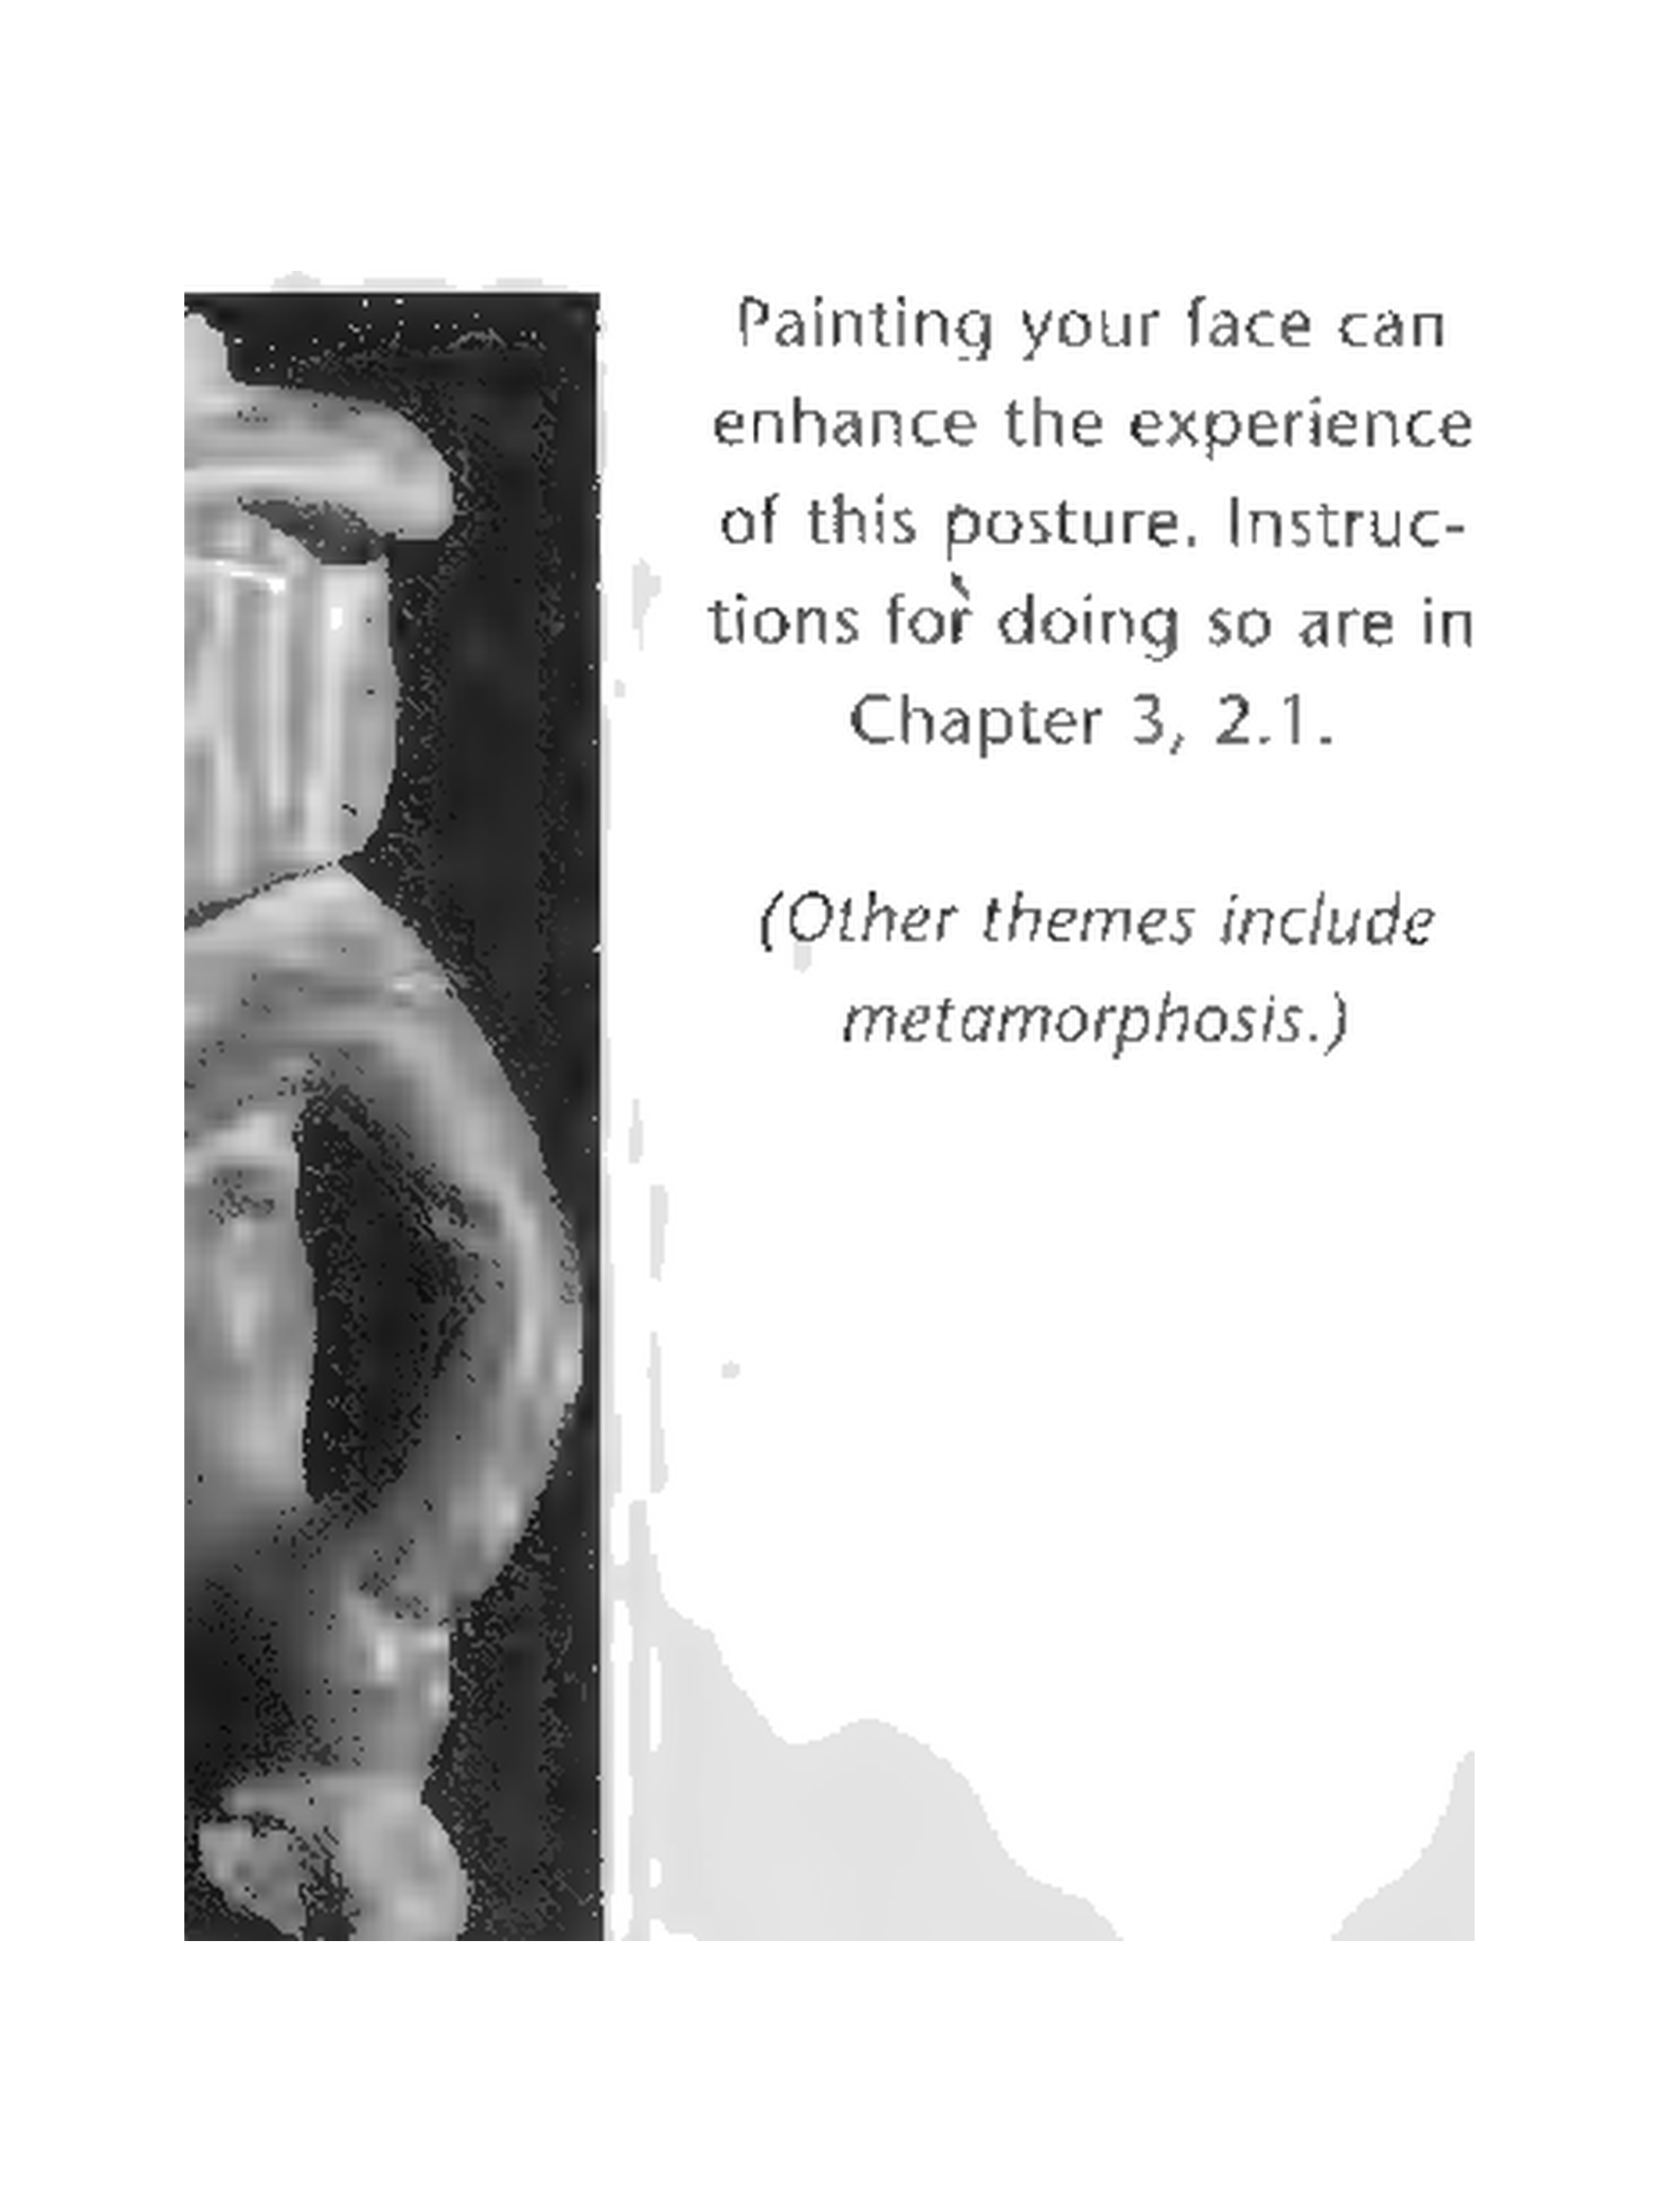 Painting your face can
enhance the experience
of this posture. Instruc-
tions for doing so are in
Chapter 3, 2.1.
(Other themes include
metamorphosis.)